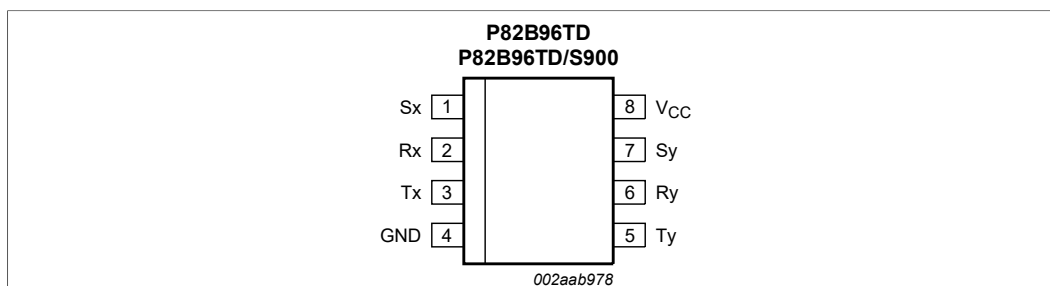 P82B96TD
P82B96TD/S900
Sx 1 8 VCC
Rx 2 7 Sy
Tx 3 6 Ry
GND 4 5 Ty
002aab978